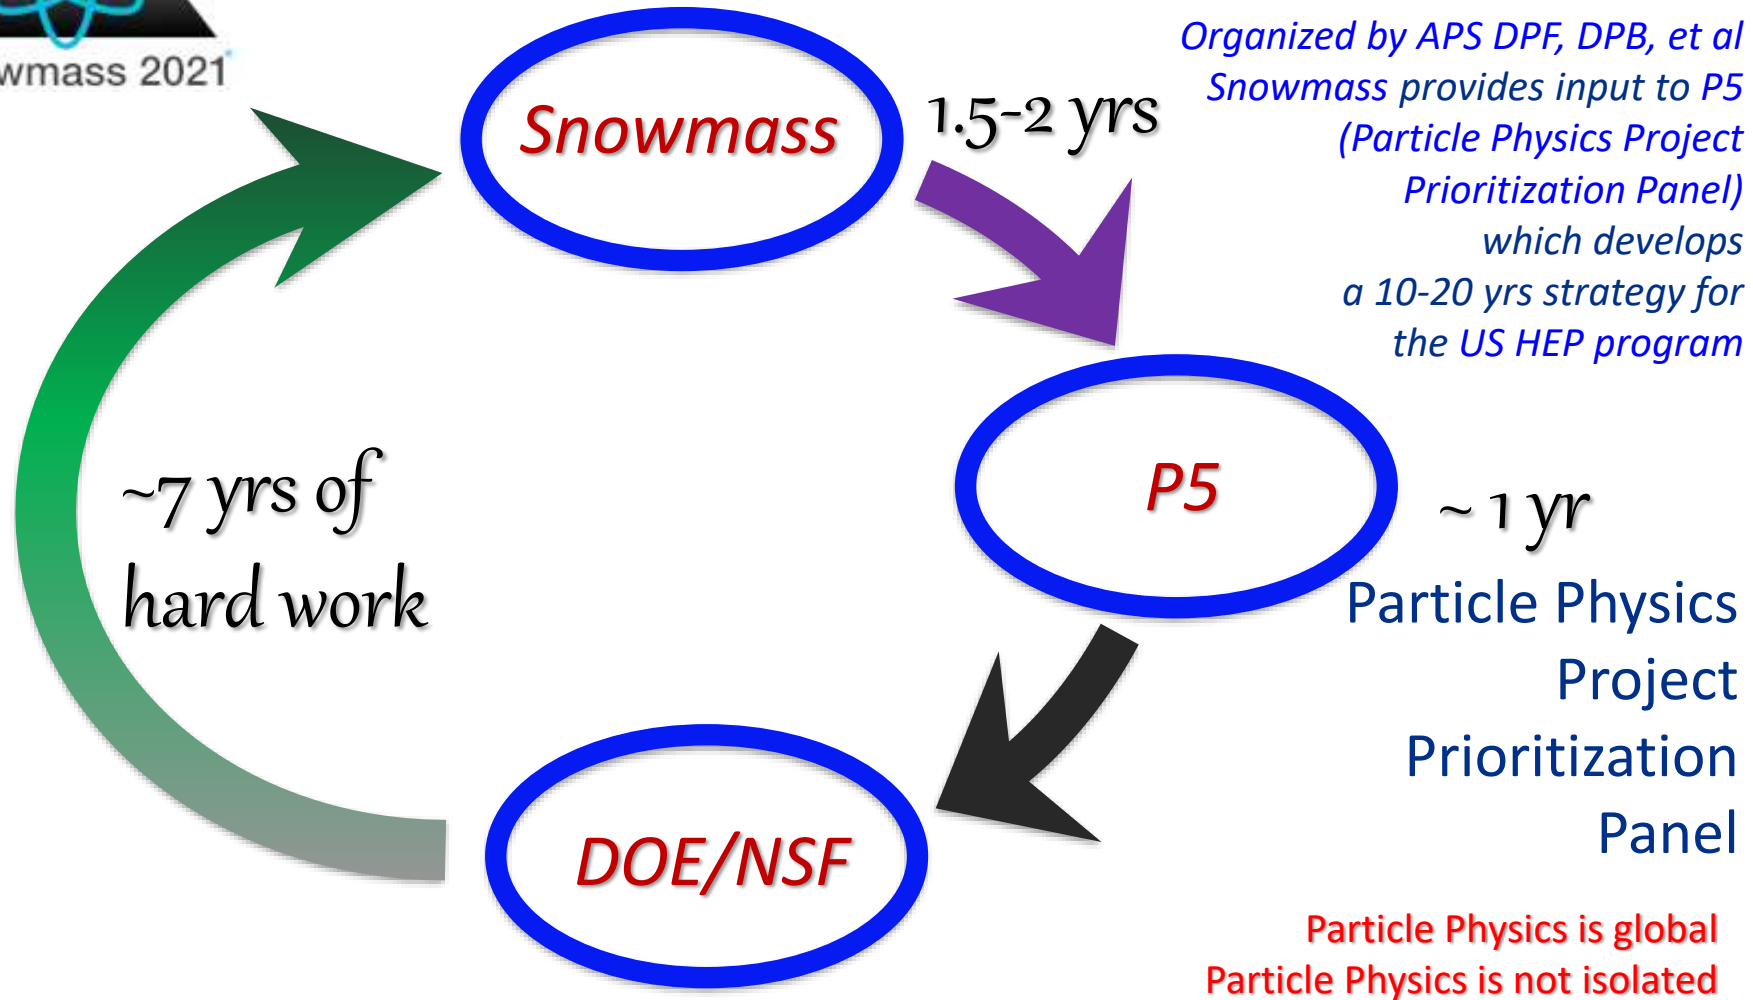 wmass 2021
Snowmass
1.5-2 yrs
Organized by APS DPF, DPB, et al
Snowmass provides input to P5
(Particle Physics Project
Prioritization Panel)
which develops
a 10-20 yrs strategy for
the US HEP program
P5
~ 1 yr
Particle Physics
Project
Prioritization
Panel
~7 yrs of
hard work
DOE/NSF
Particle Physics is global
Particle Physics is not isolated